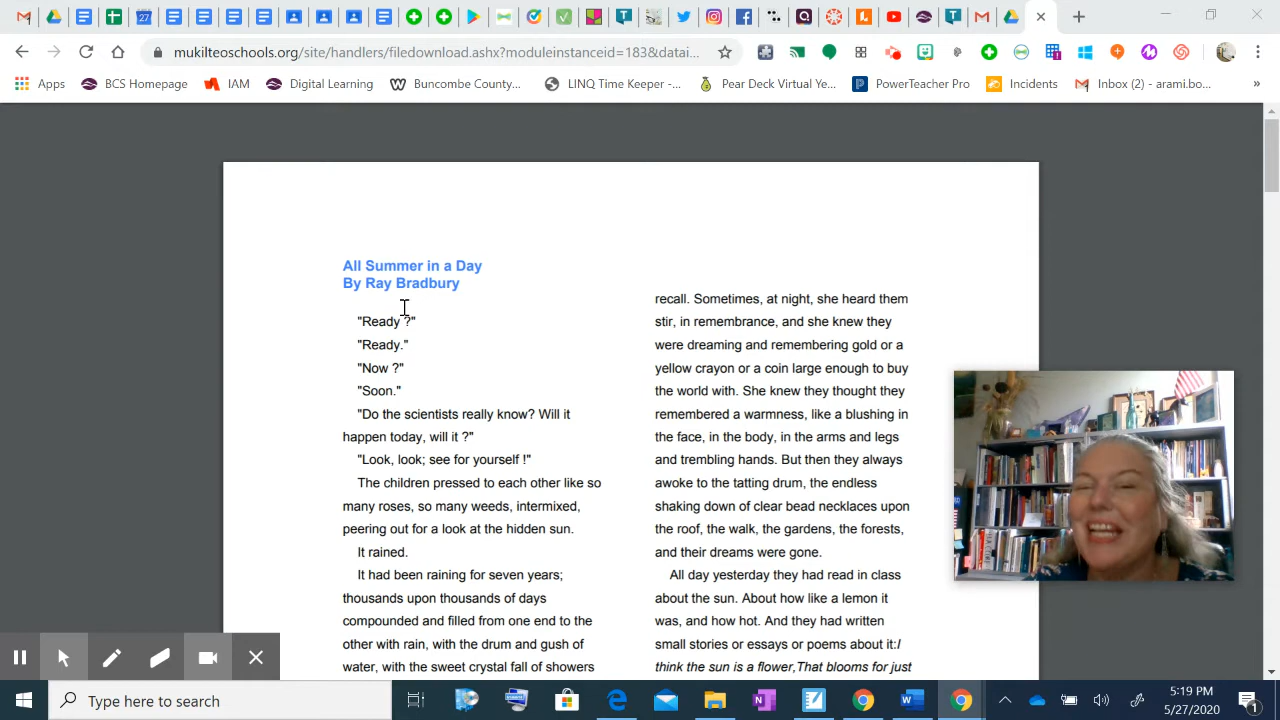 mukilteoschools.org/site/handlers/filedownload.ashx?moduleinstanceid=183&datai...
Apps BCS Homepage IAM Digital Learning Buncombe County... LINQ Time Keeper -... Pear Deck Virtual Ye... PowerTeacher Pro Incidents Inbox (2) - arami.bo... »
All Summer in a Day
By Ray Bradbury
"Ready ?"
"Ready."
"Now ?"
"Soon."
"Do the scientists really know? Will it
happen today, will it ?"
"Look, look; see for yourself !"
The children pressed to each other like so
many roses, so many weeds, intermixed,
peering out for a look at the hidden sun.
It rained.
It had been raining for seven years;
thousands upon thousands of days
compounded and filled from one end to the
other with rain, with the drum and gush of
water, with the sweet crystal fall of showers
recall. Sometimes, at night, she heard them
stir, in remembrance, and she knew they
were dreaming and remembering gold or a
yellow crayon or a coin large enough to buy
the world with. She knew they thought they
remembered a warmness, like a blushing in
the face, in the body, in the arms and legs
and trembling hands. But then they always
awoke to the tatting drum, the endless
shaking down of clear bead necklaces upon
the roof, the walk, the gardens, the forests,
and their dreams were gone.
All day yesterday they had read in class
about the sun. About how like a lemon it
was, and how hot. And they had written
small stories or essays or poems about it:I
think the sun is a flower,That blooms for just
Type here to search
5:19 PM
5/27/2020